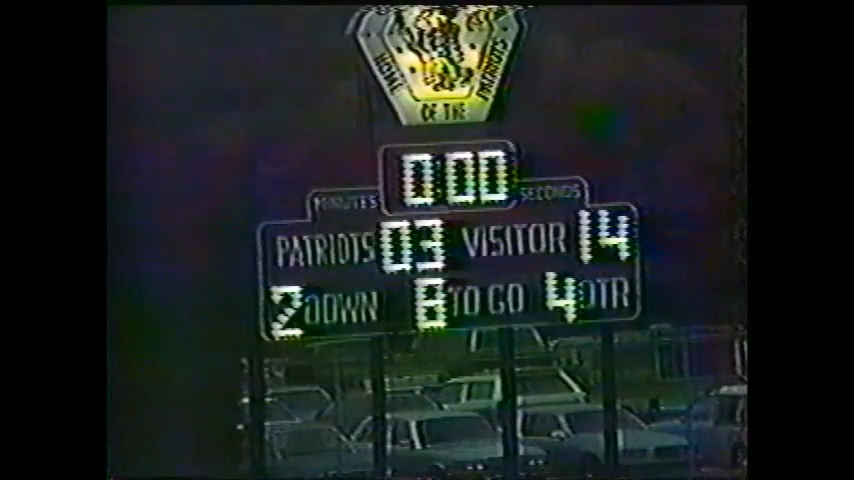 HOME OF THE PATRIOTS
0:00
MINUTES SECONDS
PATRIOTS 03 VISITOR 14
2 DOWN 8 TO GO 4 QTR